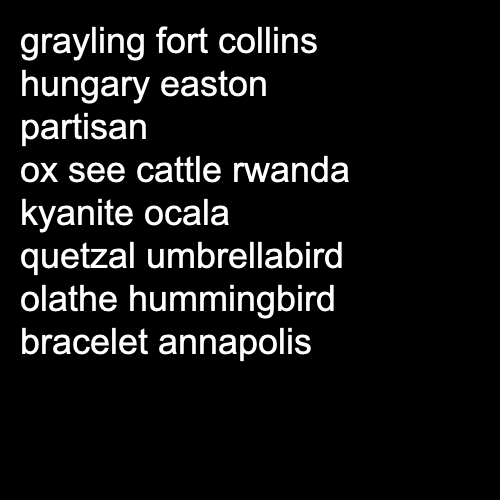 grayling fort collins
hungary easton
partisan
ox see cattle rwanda
kyanite ocala
quetzal umbrellabird
olathe hummingbird
bracelet annapolis